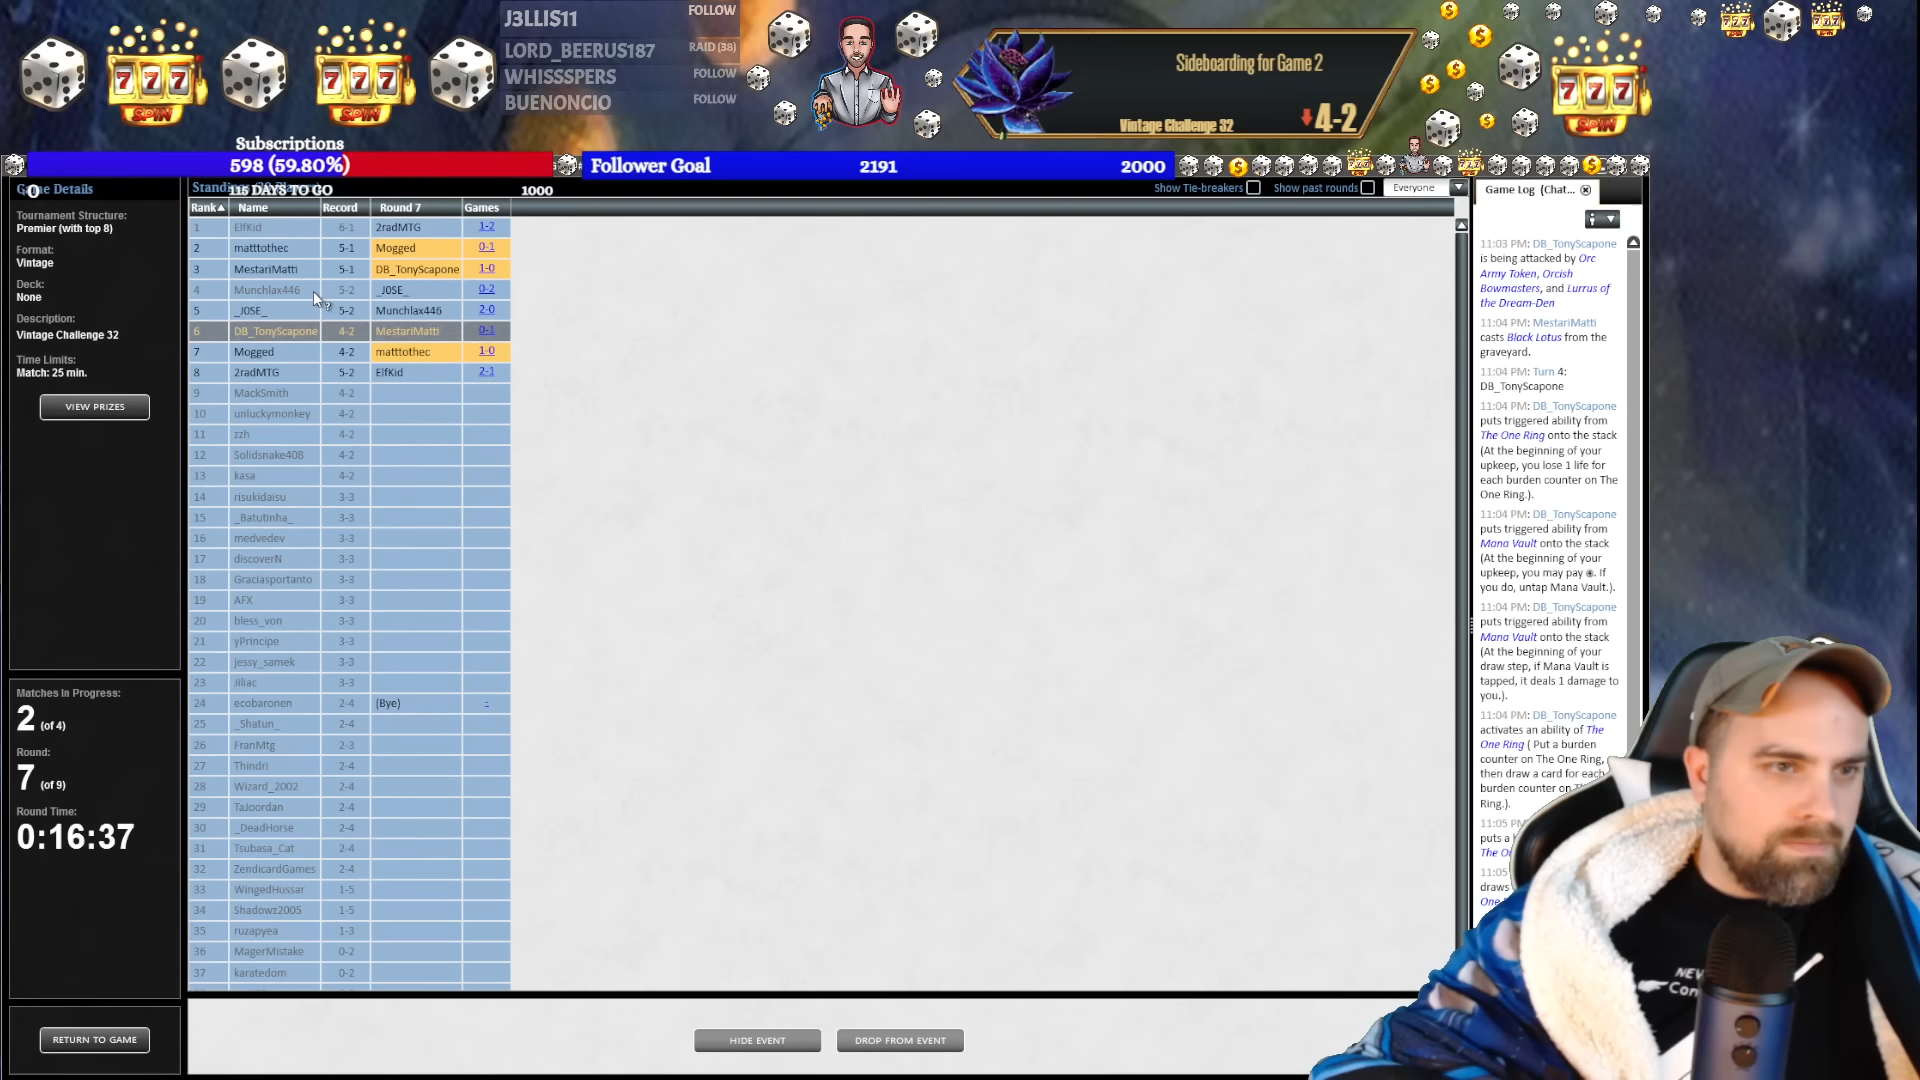 J3LLIS11 FOLLOW
LORD_BEERUS187 RAID (38)
WHISSSPERS FOLLOW
BUENONCIO FOLLOW
777
SPIN
777
SPIN
Sideboarding for Game 2
Vintage Challenge 32
4-2
777
SPIN
Subscriptions
598 (59.80%)
0
115 DAYS TO GO
1000
Follower Goal 2191 2000
Game Details
Tournament Structure:
Premier (with top 8)
Format:
Vintage
Deck:
None
Description:
Vintage Challenge 32
Time Limits:
Match: 25 min.
VIEW PRIZES
Matches In Progress:
2 (of 4)
Round:
7 (of 9)
Round Time:
0:16:37
RETURN TO GAME
Show Tie-breakers Show past rounds Everyone
Rank Name Record Round 7 Games
1 ElfKid 6-1 2radMTG 1-2
2 matttothec 5-1 Mogged 0-1
3 MestariMatti 5-1 DB_TonyScapone 1-0
4 Munchlax446 5-2 _J0SE_ 0-2
5 _J0SE_ 5-2 Munchlax446 2-0
6 DB_TonyScapone 4-2 MestariMatti 0-1
7 Mogged 4-2 matttothec 1-0
8 2radMTG 5-2 ElfKid 2-1
9 MackSmith 4-2
10 unluckymonkey 4-2
11 zzh 4-2
12 Solidsnake408 4-2
13 kasa 4-2
14 risukidaisu 3-3
15 _Batutinha_ 3-3
16 medvedev 3-3
17 discoverN 3-3
18 Graciasportanto 3-3
19 AFX 3-3
20 bless_von 3-3
21 yPrincipe 3-3
22 jessy_samek 3-3
23 Jiliac 3-3
24 ecobaronen 2-4 (Bye) -
25 _Shatun_ 2-4
26 FranMtg 2-3
27 Thindri 2-4
28 Wizard_2002 2-4
29 TaJoordan 2-4
30 _DeadHorse 2-4
31 Tsubasa_Cat 2-4
32 ZendicardGames 2-4
33 WingedHussar 1-5
34 Shadowz2005 1-5
35 ruzapyea 1-3
36 MagerMistake 0-2
37 karatedom 0-2
HIDE EVENT DROP FROM EVENT
Game Log (Chat...
11:03 PM: DB_TonyScapone
is being attacked by Orc
Army Token, Orcish
Bowmasters, and Lurrus of
the Dream-Den
11:04 PM: MestariMatti
casts Black Lotus from the
graveyard.
11:04 PM: Turn 4:
DB_TonyScapone
11:04 PM: DB_TonyScapone
puts triggered ability from
The One Ring onto the stack
(At the beginning of your
upkeep, you lose 1 life for
each burden counter on The
One Ring.).
11:04 PM: DB_TonyScapone
puts triggered ability from
Mana Vault onto the stack
(At the beginning of your
upkeep, you may pay 4. If
you do, untap Mana Vault.).
11:04 PM: DB_TonyScapone
puts triggered ability from
Mana Vault onto the stack
(At the beginning of your
draw step, if Mana Vault is
tapped, it deals 1 damage to
you.).
11:04 PM: DB_TonyScapone
activates an ability of The
One Ring ( Put a burden
counter on The One Ring,
then draw a card for each
burden counter on
Ring.).
11:05 PM
puts a
The
11:05
draws
One